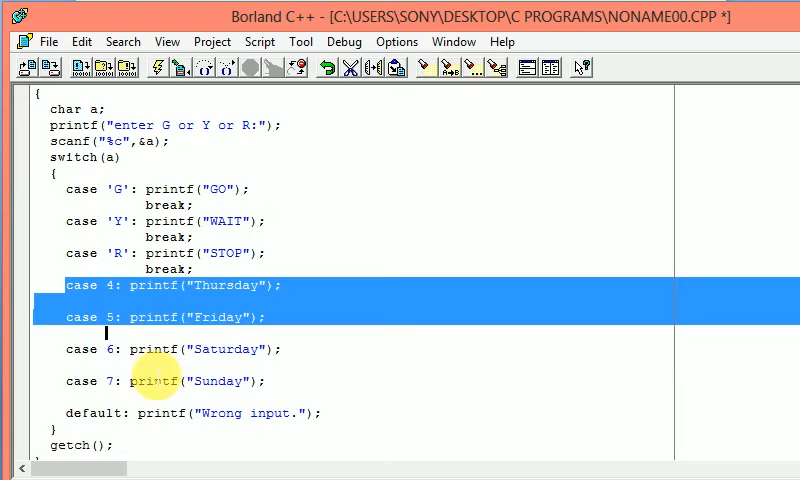 Borland C++ - [C:\USERS\SONY\DESKTOP\C PROGRAMS\NONAME00.CPP *]
File Edit Search View Project Script Tool Debug Options Window Help
{
char a;
printf("enter G or Y or R:");
scanf("%c",&a);
switch(a)
{
case 'G': printf("GO");
break;
case 'Y': printf("WAIT");
break;
case 'R': printf("STOP");
break;
case 4: printf("Thursday");
case 5: printf("Friday");
case 6: printf("Saturday");
case 7: printf("Sunday");
default: printf("Wrong input.");
}
getch();